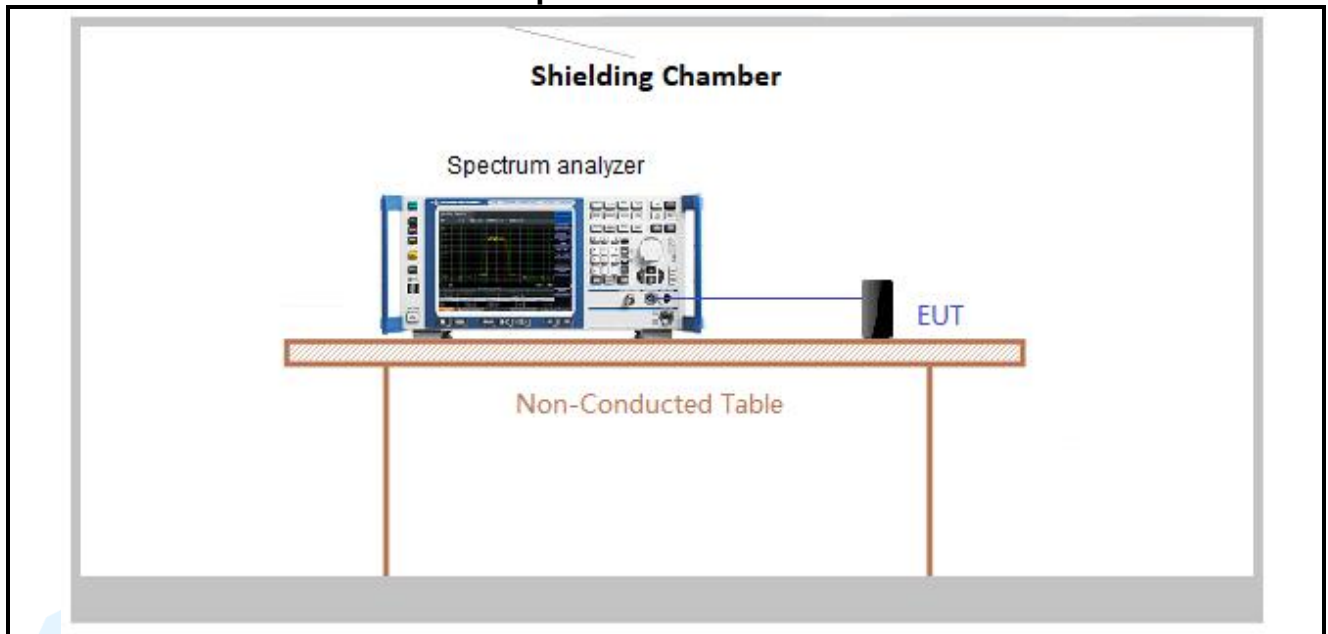 Shielding Chamber
Spectrum analyzer
EUT
Non-Conducted Table